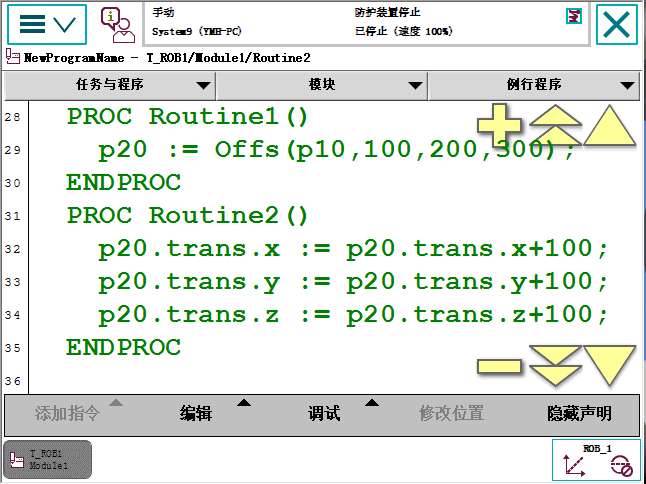 手动
防护装置停止
System9 (YMH-PC)
已停止 (速度 100%)
NewProgramName - T_ROB1/Module1/Routine2
任务与程序
模块
例行程序
28 PROC Routine1()
29 p20 := Offs(p10,100,200,300);
30 ENDPROC
31 PROC Routine2()
32 p20.trans.x := p20.trans.x+100;
33 p20.trans.y := p20.trans.y+100;
34 p20.trans.z := p20.trans.z+100;
35 ENDPROC
36
添加指令
编辑
调试
修改位置
隐藏声明
T_ROB1
Module1
ROB_1